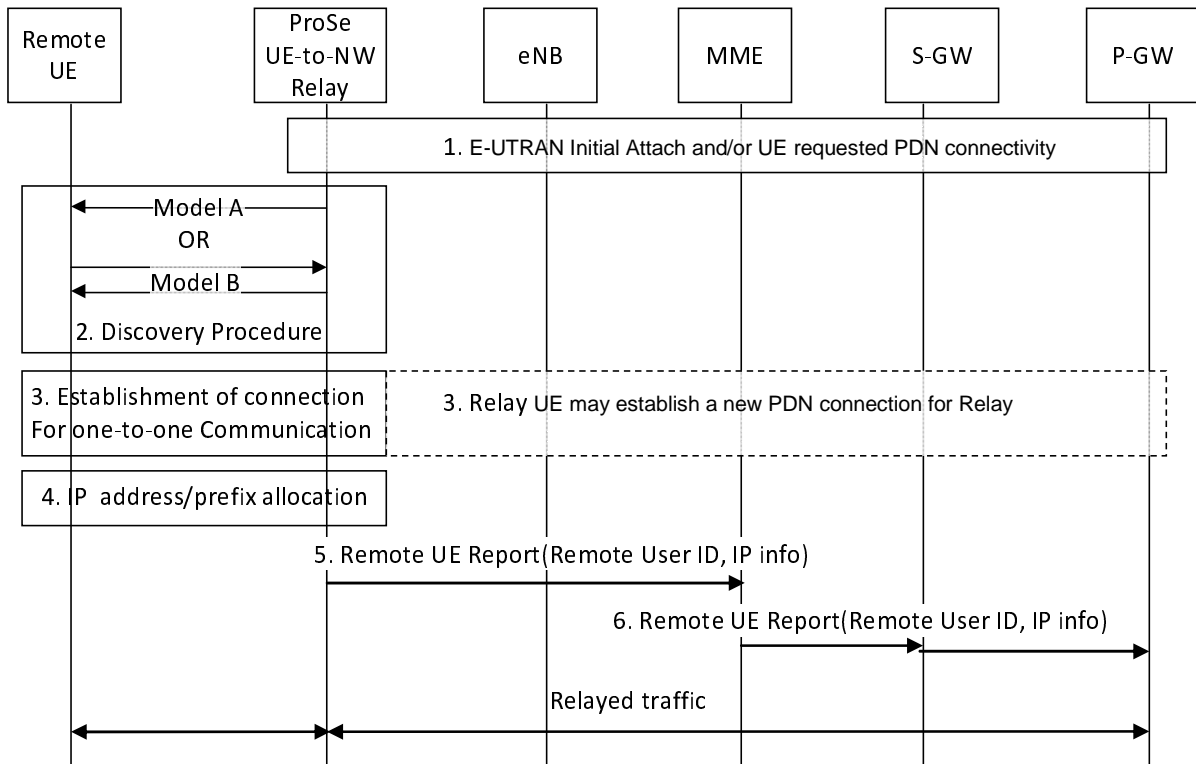 Remote
UE
ProSe
UE-to-NW
Relay
eNB
MME
S-GW
P-GW
1. E-UTRAN Initial Attach and/or UE requested PDN connectivity
Model A
OR
Model B
2. Discovery Procedure
3. Establishment of connection
For one-to-one Communication
3. Relay UE may establish a new PDN connection for Relay
4. IP address/prefix allocation
5. Remote UE Report(Remote User ID, IP info)
6. Remote UE Report(Remote User ID, IP info)
Relayed traffic